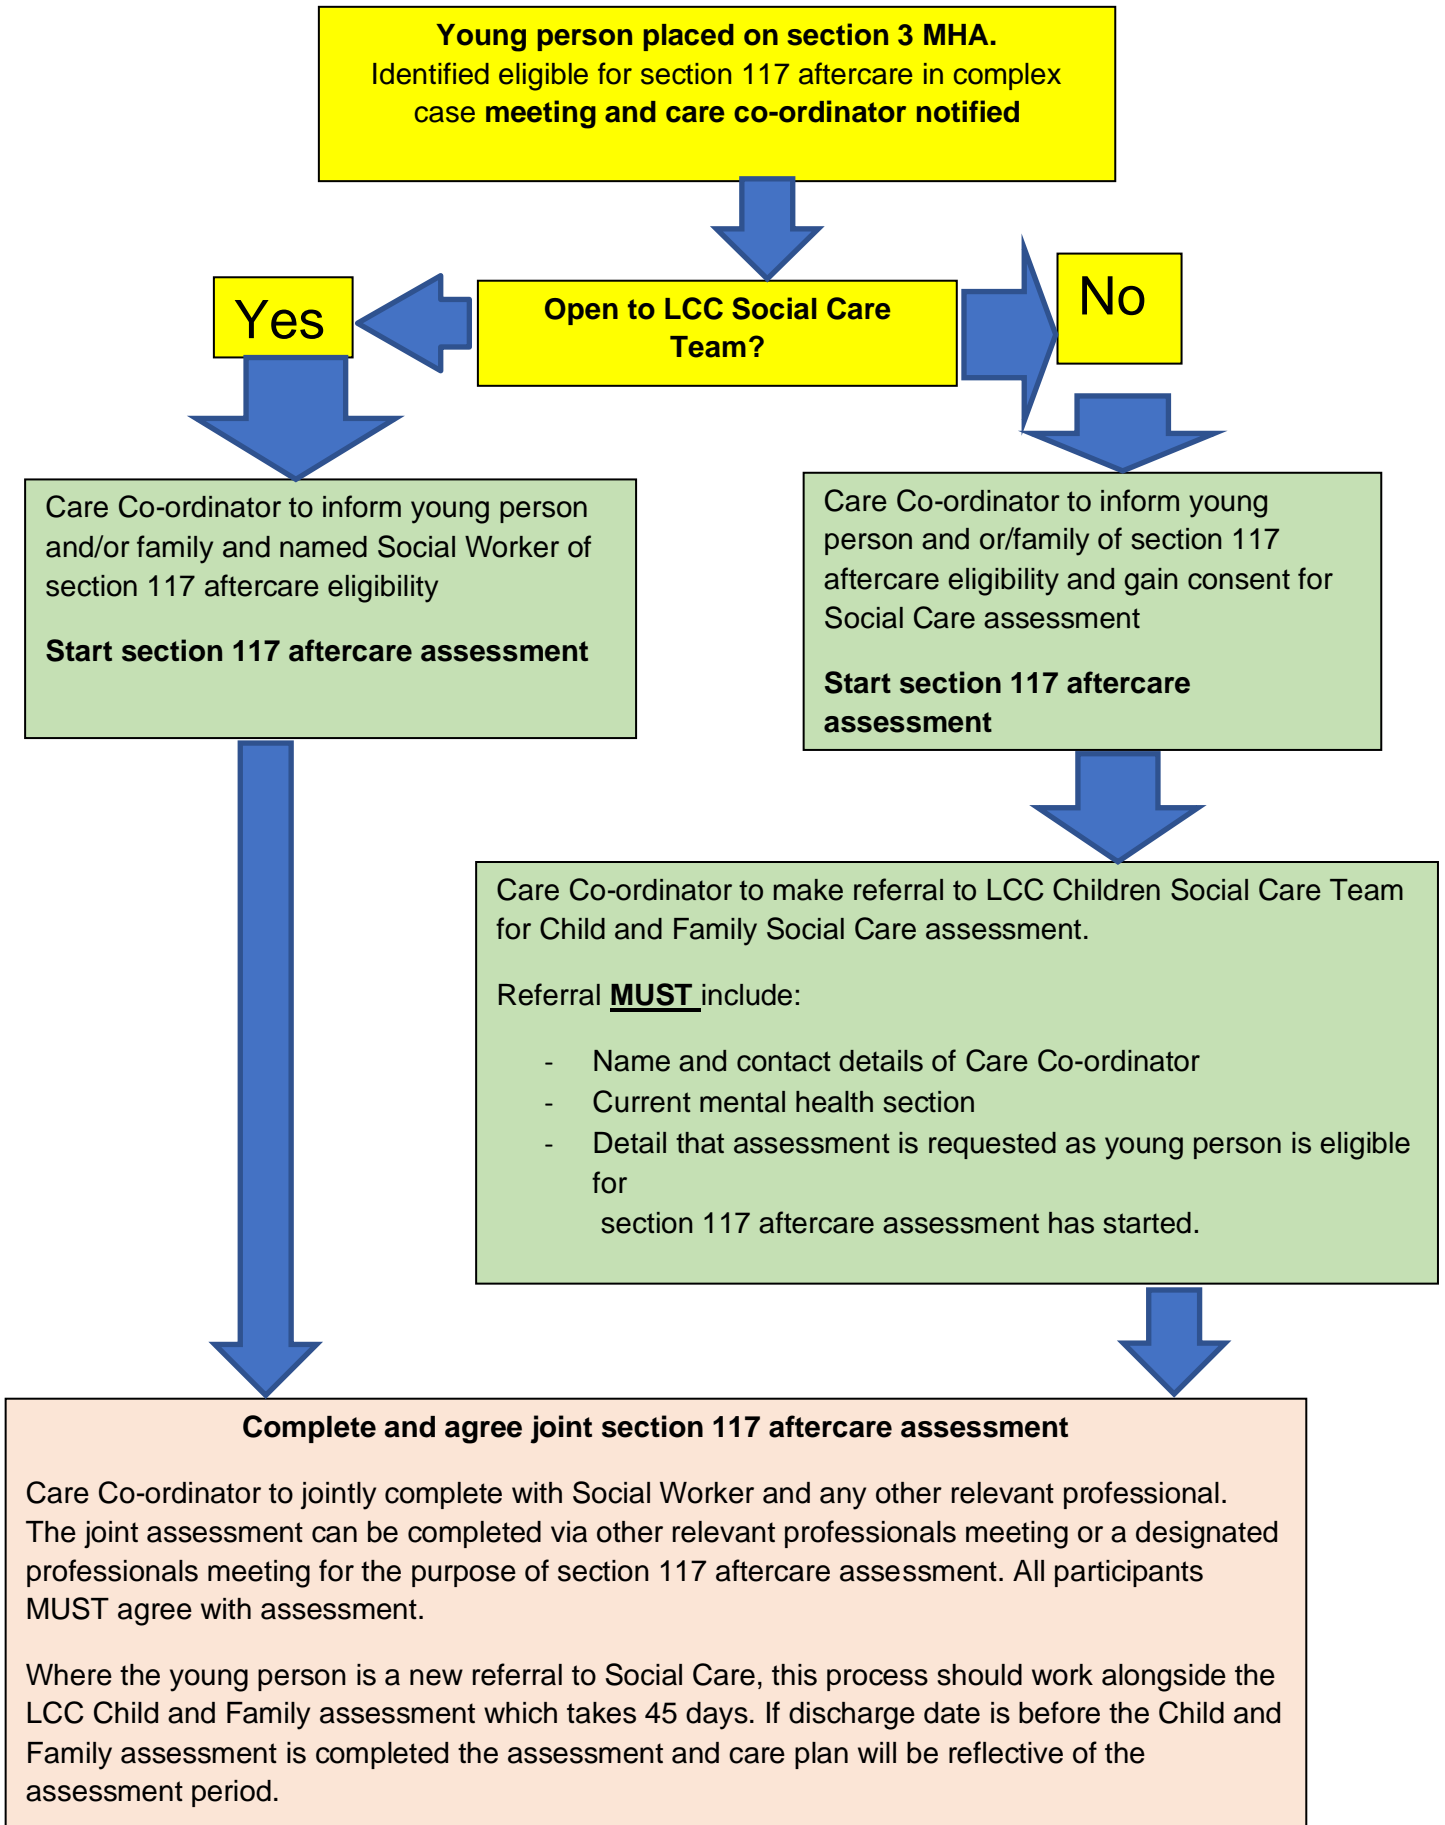 Young person placed on section 3 MHA.
Identified eligible for section 117 aftercare in complex
case meeting and care co-ordinator notified
Yes
Open to LCC Social Care
Team?
No
Care Co-ordinator to inform young person
and/or family and named Social Worker of
section 117 aftercare eligibility
Start section 117 aftercare assessment
Care Co-ordinator to inform young
person and or/family of section 117
aftercare eligibility and gain consent for
Social Care assessment
Start section 117 aftercare
assessment
Care Co-ordinator to make referral to LCC Children Social Care Team
for Child and Family Social Care assessment.
Referral MUST include:
- Name and contact details of Care Co-ordinator
- Current mental health section
- Detail that assessment is requested as young person is eligible
for
section 117 aftercare assessment has started.
Complete and agree joint section 117 aftercare assessment
Care Co-ordinator to jointly complete with Social Worker and any other relevant professional.
The joint assessment can be completed via other relevant professionals meeting or a designated
professionals meeting for the purpose of section 117 aftercare assessment. All participants
MUST agree with assessment.
Where the young person is a new referral to Social Care, this process should work alongside the
LCC Child and Family assessment which takes 45 days. If discharge date is before the Child and
Family assessment is completed the assessment and care plan will be reflective of the
assessment period.